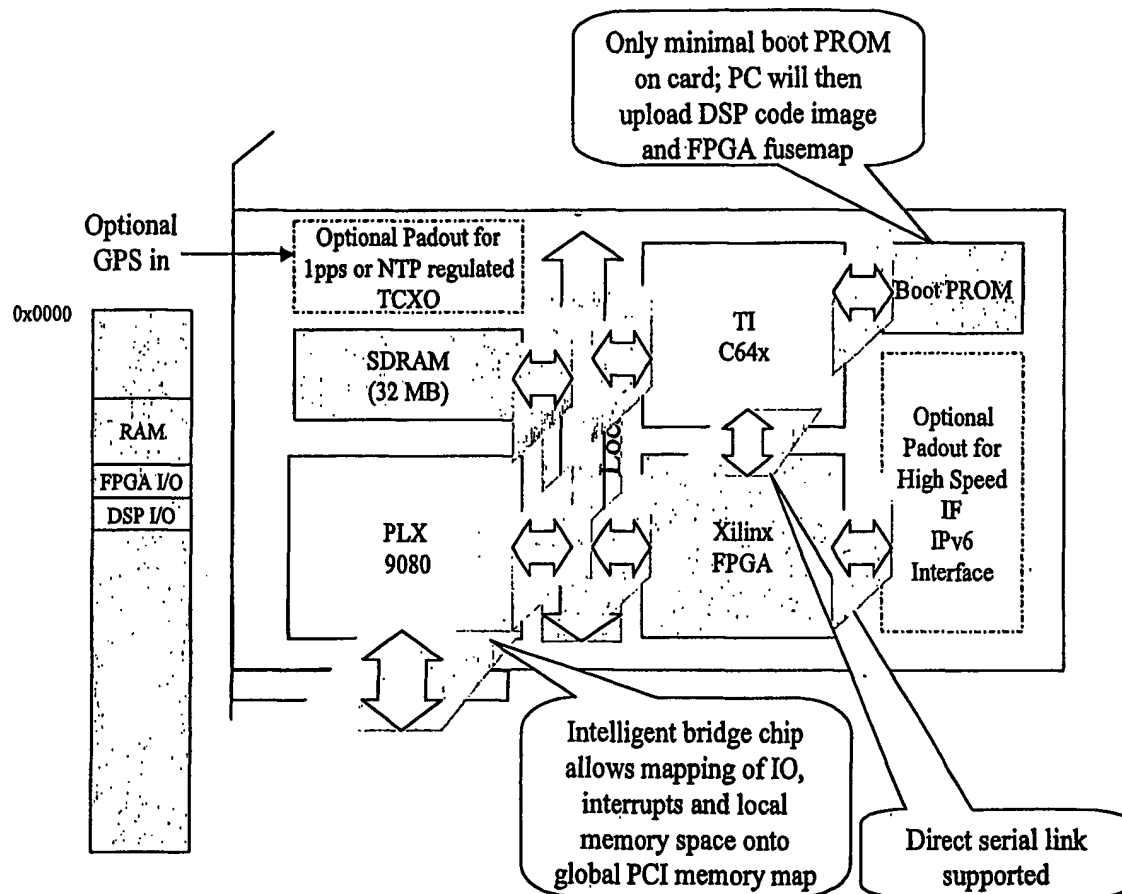 Only minimal boot PROM
on card; PC will then
upload DSP code image
and FPGA fusemap
Optional
GPS in
Optional Padout for
1pps or NTP regulated
TCXO
0x0000
RAM
FPGA I/O
DSP I/O
SDRAM
(32 MB)
TI
C64x
Boot PROM
PLX
9080
Xilinx
FPGA
Optional
Padout for
High Speed
IF
IPv6
Interface
Intelligent bridge chip
allows mapping of IO,
interrupts and local
memory space onto
global PCI memory map
Direct serial link
supported